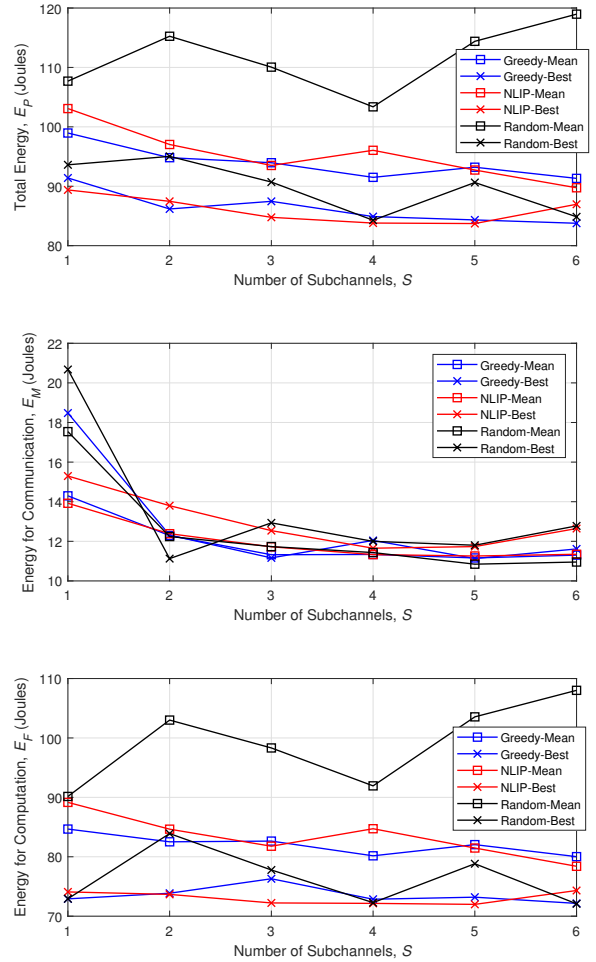 120
110
100
90
80
Total Energy, E_P (Joules)
Greedy-Mean
Greedy-Best
NLIP-Mean
NLIP-Best
Random-Mean
Random-Best
1 2 3 4 5 6
Number of Subchannels, S
22
20
18
16
14
12
10
Energy for Communication, E_M (Joules)
Greedy-Mean
Greedy-Best
NLIP-Mean
NLIP-Best
Random-Mean
Random-Best
1 2 3 4 5 6
Number of Subchannels, S
110
100
90
80
70
Energy for Computation, E_F (Joules)
Greedy-Mean
Greedy-Best
NLIP-Mean
NLIP-Best
Random-Mean
Random-Best
1 2 3 4 5 6
Number of Subchannels, S